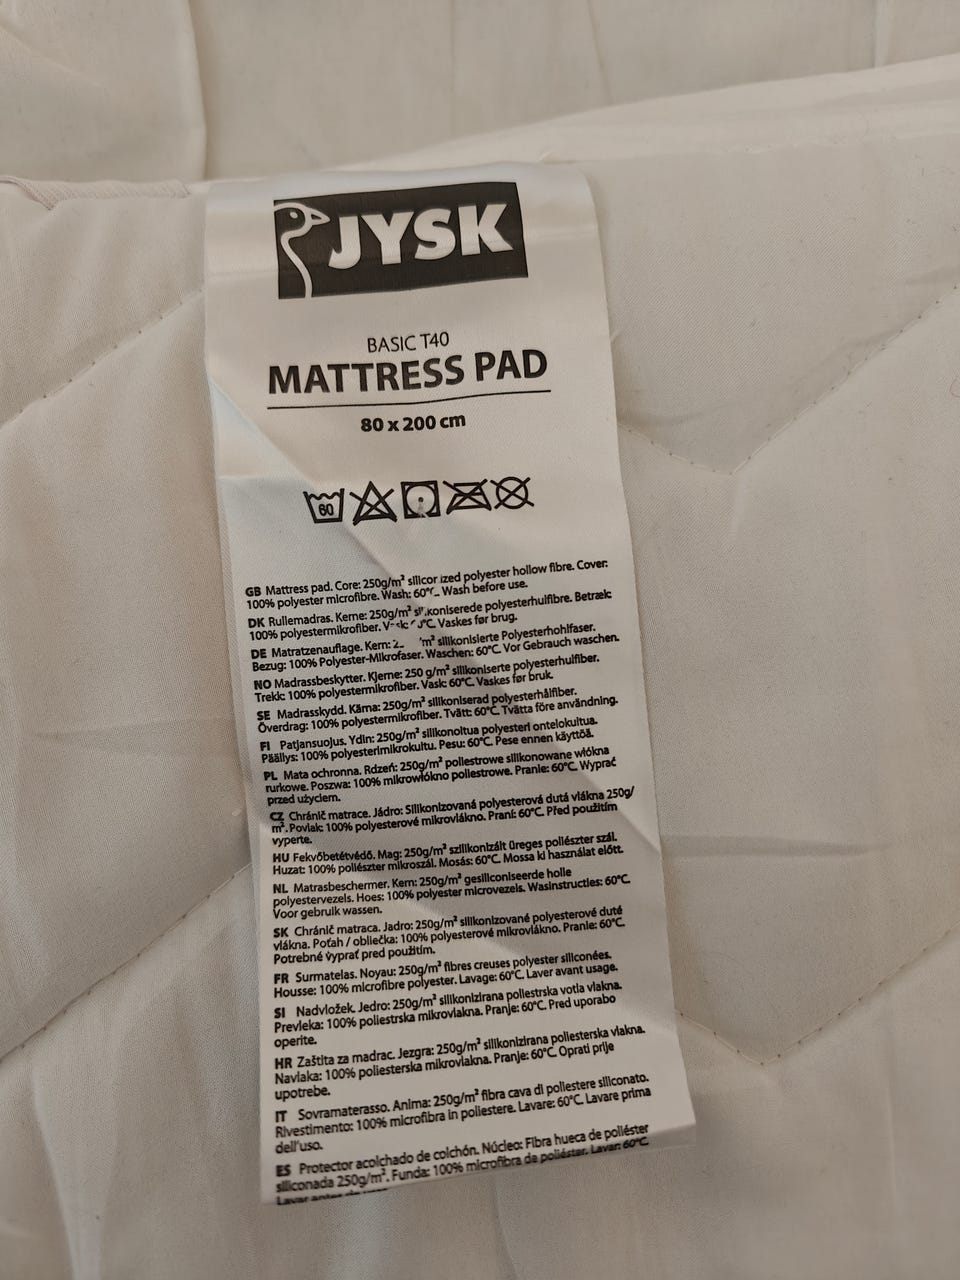 JYSK
BASIC T40
MATTRESS PAD
80 x 200 cm
60
GB Mattress pad. Core: 250g/m² silicor ized polyester hollow fibre. Cover:
100% polyester microfibre. Wash: 60° Wash before use.
DK Rullemadras. Kerne: 250g/m² koniserede polyesterhulfibre. Betræk:
100% polyestermikrofiber. °C. Vaskes før brug.
DE Matratzenauflage. Kern: m² silikonisierte Polyesterhohlfaser.
Bezug: 100% Polyester-Mikrofaser. Waschen: 60°C. Vor Gebrauch waschen.
NO Madrassbeskytter. Kjerne: 250 g/m² silikoniserte polyesterhulfiber.
Trekk: 100% polyestermikrofiber. Vask: 60°C. Vaskes før bruk.
SE Madrasskydd. Kärna: 250g/m² silikoniserad polyesterhålfiber.
Överdrag: 100% polyestermikrofiber. Tvätt: 60°C. Tvätta före användning.
FI Patjansuojus. Ydin: 250g/m² silikonoitua polyesteri ontelokuitua.
Päällys: 100% polyesterimikrokuitu. Pesu: 60°C. Pese ennen käyttöä.
PL Mata ochronna. Rdzeń: 250g/m² poliestrowe silikonowane włókna
rurkowe. Poszwa: 100% mikrowłókno poliestrowe. Pranie: 60°C. Wyprać
przed użyciem.
CZ Chránič matrace. Jádro: Silikonizovaná polyesterová dutá vlákna 250g/
m². Povlak: 100% polyesterové mikrovlákno. Praní: 60°C. Před použitím
vyperte.
HU Fekvőbetétvédő. Mag: 250g/m² szilikonizált üreges poliészter szál.
Huzat: 100% poliészter mikroszál. Mosás: 60°C. Mossa ki használat előtt.
NL Matrasbeschermer. Kern: 250g/m² gesiliconiseerde holle
polyestervezels. Hoes: 100% polyester microvezels. Wasinstructies: 60°C.
Voor gebruik wassen.
SK Chránič matraca. Jadro: 250g/m² silikonizované polyesterové duté
vlákna. Poťah / obliečka: 100% polyesterové mikrovlákno. Pranie: 60°C.
Potrebné vyprať pred použitím.
FR Surmatelas. Noyau: 250g/m² fibres creuses polyester siliconées.
Housse: 100% microfibre polyester. Lavage: 60°C. Laver avant usage.
SI Nadvložek. Jedro: 250g/m² silikonizirana poliestrska votla vlakna.
Prevleka: 100% poliestrska mikrovlakna. Pranje: 60°C. Pred uporabo
operite.
HR Zaštita za madrac. Jezgra: 250g/m² silikonizirana poliesterska vlakna.
Navlaka: 100% poliesterska mikrovlakna. Pranje: 60°C. Oprati prije
upotrebe.
IT Sovramaterasso. Anima: 250g/m² fibra cava di poliestere siliconato.
Rivestimento: 100% microfibra in poliestere. Lavare: 60°C. Lavare prima
dell'uso.
ES Protector acolchado de colchón. Núcleo: Fibra hueca de poliéster
siliconada 250g/m². Funda: 100% microfibra de poliéster. Lavar: 60°C.
Lavar antes de